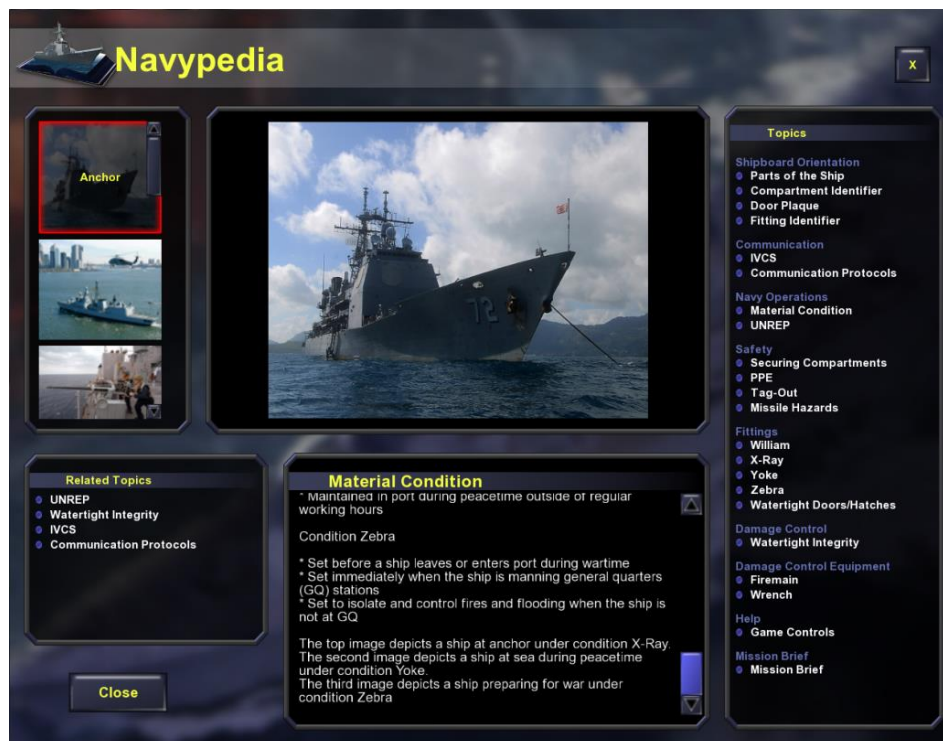 Navypedia
X
Anchor
72
Topics
Shipboard Orientation
Parts of the Ship
Compartment Identifier
Door Plaque
Fitting Identifier
Communication
IVCS
Communication Protocols
Navy Operations
Material Condition
UNREP
Safety
Securing Compartments
PPE
Tag-Out
Missile Hazards
Fittings
William
X-Ray
Yoke
Zebra
Watertight Doors/Hatches
Damage Control
Watertight Integrity
Damage Control Equipment
Firemain
Wrench
Help
Game Controls
Mission Brief
Mission Brief
Related Topics
UNREP
Watertight Integrity
IVCS
Communication Protocols
Material Condition
* Maintained in port during peacetime outside of regular
working hours
Condition Zebra
* Set before a ship leaves or enters port during wartime
* Set immediately when the ship is manning general quarters
(GQ) stations
* Set to isolate and control fires and flooding when the ship is
not at GQ
The top image depicts a ship at anchor under condition X-Ray.
The second image depicts a ship at sea during peacetime
under condition Yoke.
The third image depicts a ship preparing for war under
condition Zebra
Close